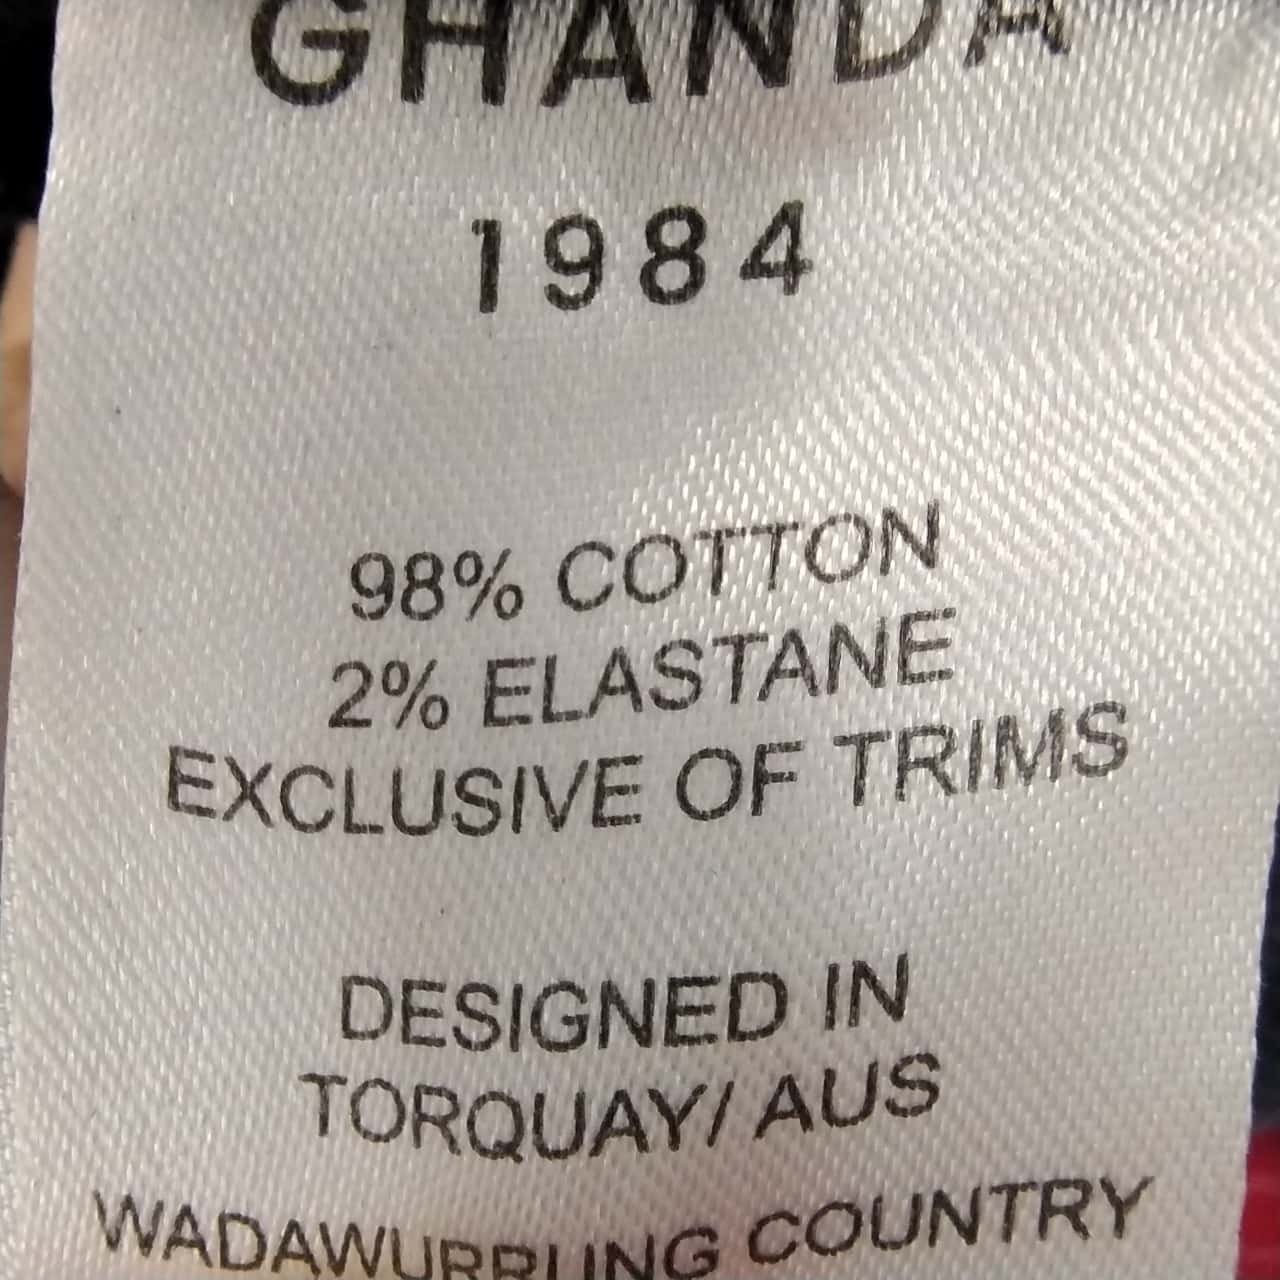 GHANDA
1984
98% COTTON
2% ELASTANE
EXCLUSIVE OF TRIMS
DESIGNED IN
TORQUAY/ AUS
WADAWURRUNG COUNTRY